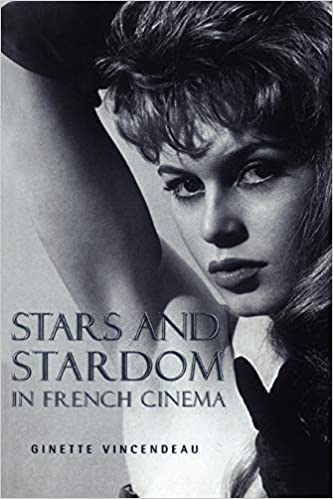 STARS AND
STARDOM
IN FRENCH CINEMA
GINETTE VINCENDEAU